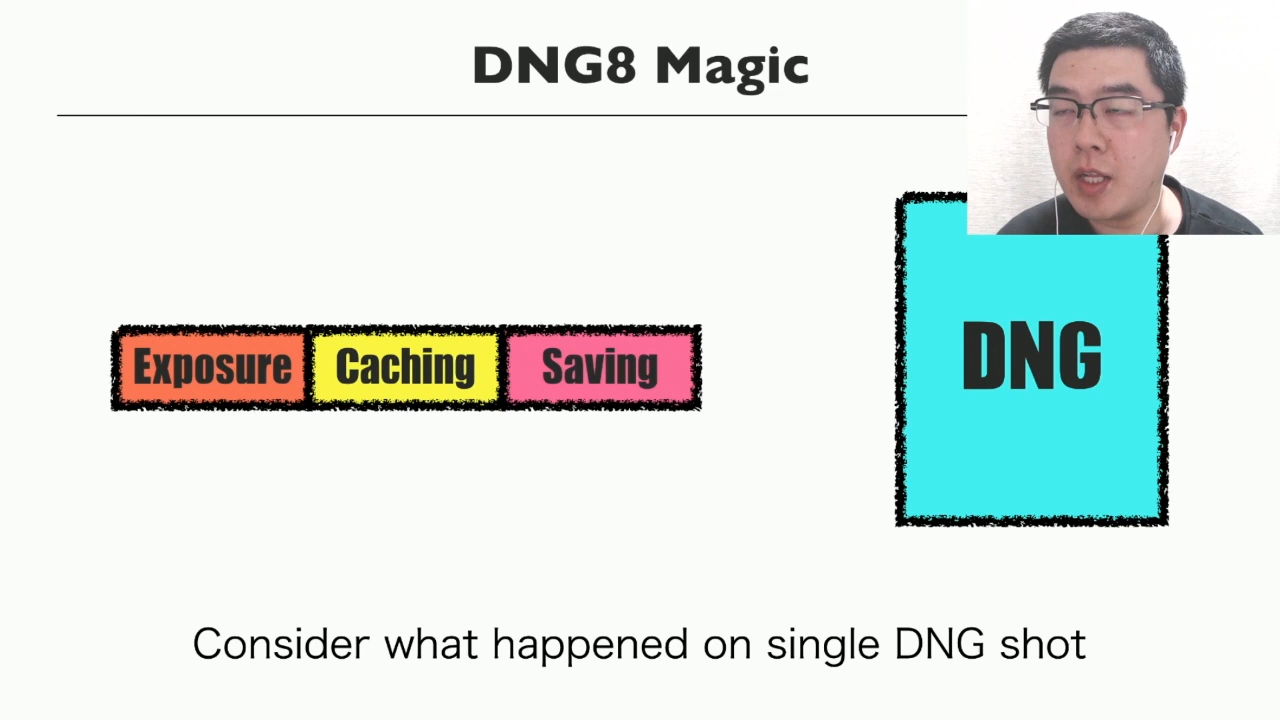 DNG8 Magic
Exposure Caching Saving
DNG
Consider what happened on single DNG shot